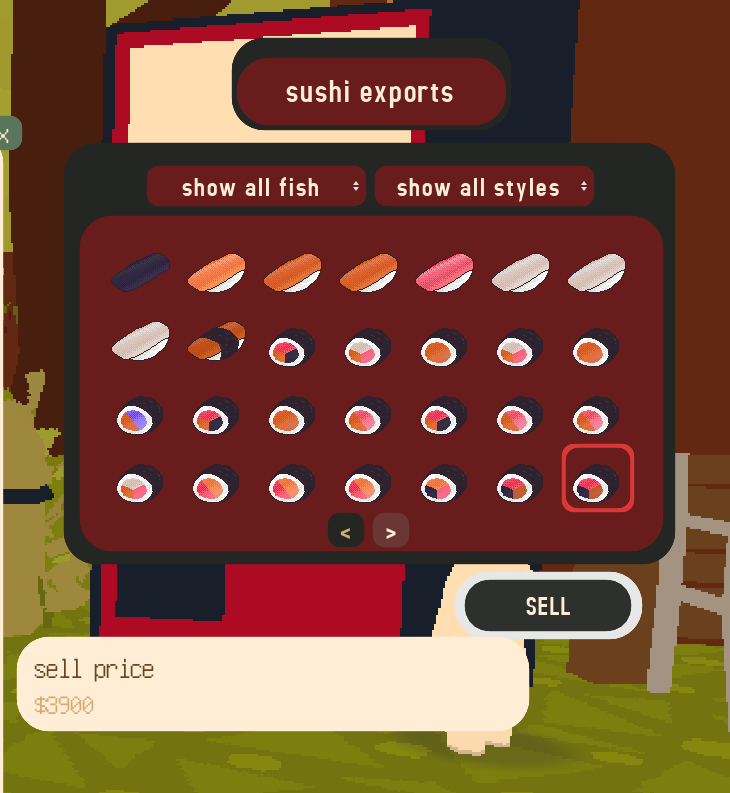 sushi exports
x
show all fish
show all styles
<
>
SELL
sell price
$3900